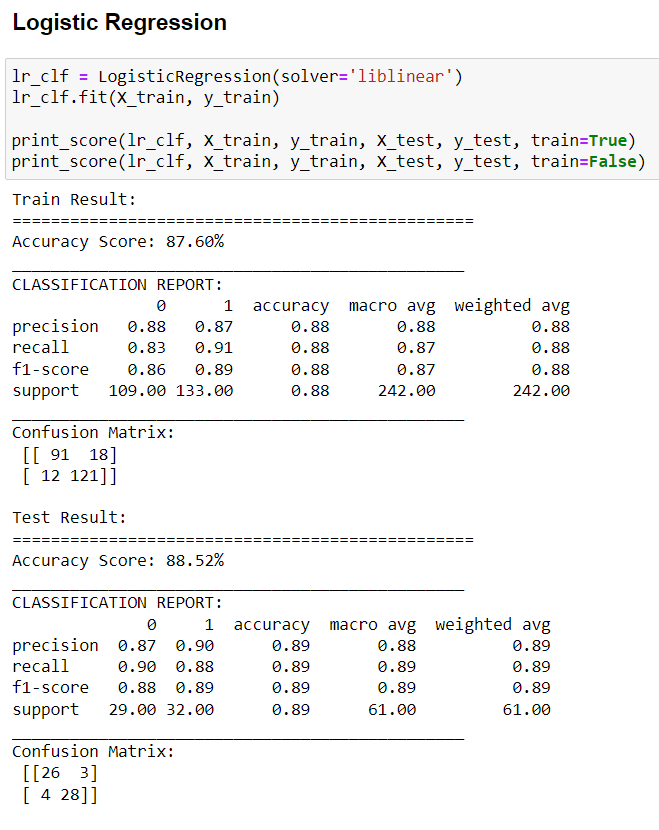 Logistic Regression
lr_clf = LogisticRegression(solver='liblinear')
lr_clf.fit(X_train, y_train)
print_score(lr_clf, X_train, y_train, X_test, y_test, train=True)
print_score(lr_clf, X_train, y_train, X_test, y_test, train=False)
Train Result:
================================================
Accuracy Score: 87.60%
_______________________________________________
CLASSIFICATION REPORT:
0 1 accuracy macro avg weighted avg
precision 0.88 0.87 0.88 0.88 0.88
recall 0.83 0.91 0.88 0.87 0.88
f1-score 0.86 0.89 0.88 0.87 0.88
support 109.00 133.00 0.88 242.00 242.00
_______________________________________________
Confusion Matrix:
[[ 91 18]
[ 12 121]]
Test Result:
================================================
Accuracy Score: 88.52%
_______________________________________________
CLASSIFICATION REPORT:
0 1 accuracy macro avg weighted avg
precision 0.87 0.90 0.89 0.88 0.89
recall 0.90 0.88 0.89 0.89 0.89
f1-score 0.88 0.89 0.89 0.89 0.89
support 29.00 32.00 0.89 61.00 61.00
_______________________________________________
Confusion Matrix:
[[26 3]
[ 4 28]]